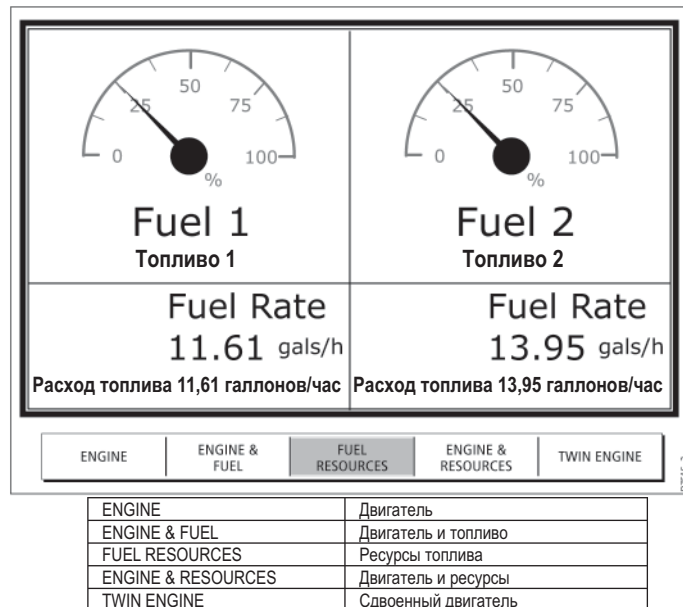 50 50
25 75 25 75
0 100 0 100
% %
Fuel 1 Fuel 2
Топливо 1 Топливо 2
Fuel Rate Fuel Rate
11.61 gals/h 13.95 gals/h
Расход топлива 11,61 галлонов/час Расход топлива 13,95 галлонов/час
ENGINE ENGINE & FUEL ENGINE & TWIN ENGINE
FUEL RESOURCES RESOURCES
ENGINE Двигатель
ENGINE & FUEL Двигатель и топливо
FUEL RESOURCES Ресурсы топлива
ENGINE & RESOURCES Двигатель и ресурсы
TWIN ENGINE Сдвоенный двигатель